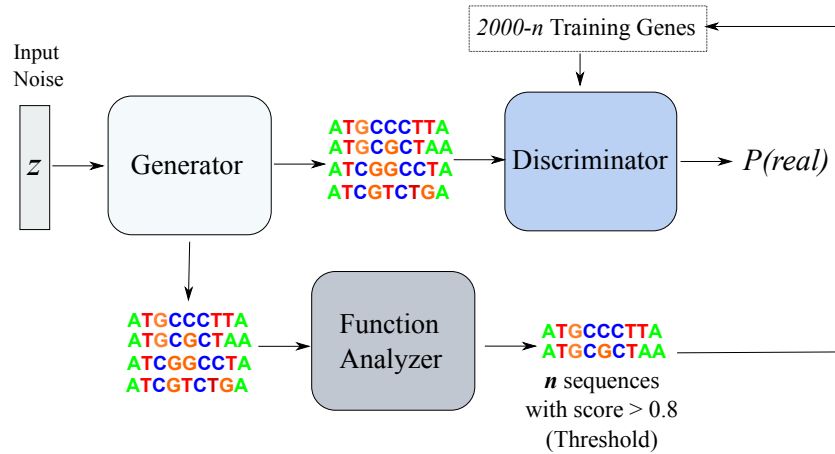 2000-n Training Genes
Input
Noise
z
Generator
ATGCCCTTA
ATGCGCTAA
ATCGGCCTA
ATCGTCTGA
Discriminator
P(real)
ATGCCCTTA
ATGCGCTAA
ATCGGCCTA
ATCGTCTGA
Function
Analyzer
ATGCCCTTA
ATGCGCTAA
n sequences
with score > 0.8
(Threshold)